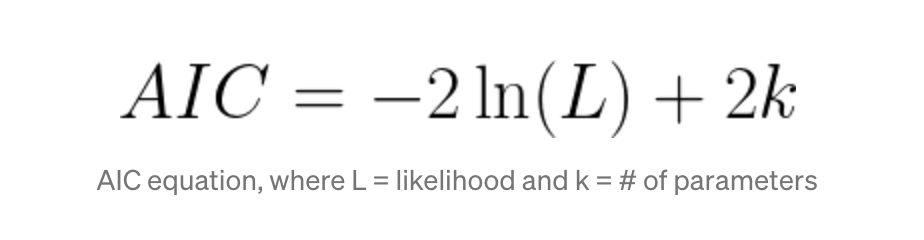 AIC = −2 ln(L) + 2k
AIC equation, where L = likelihood and k = # of parameters